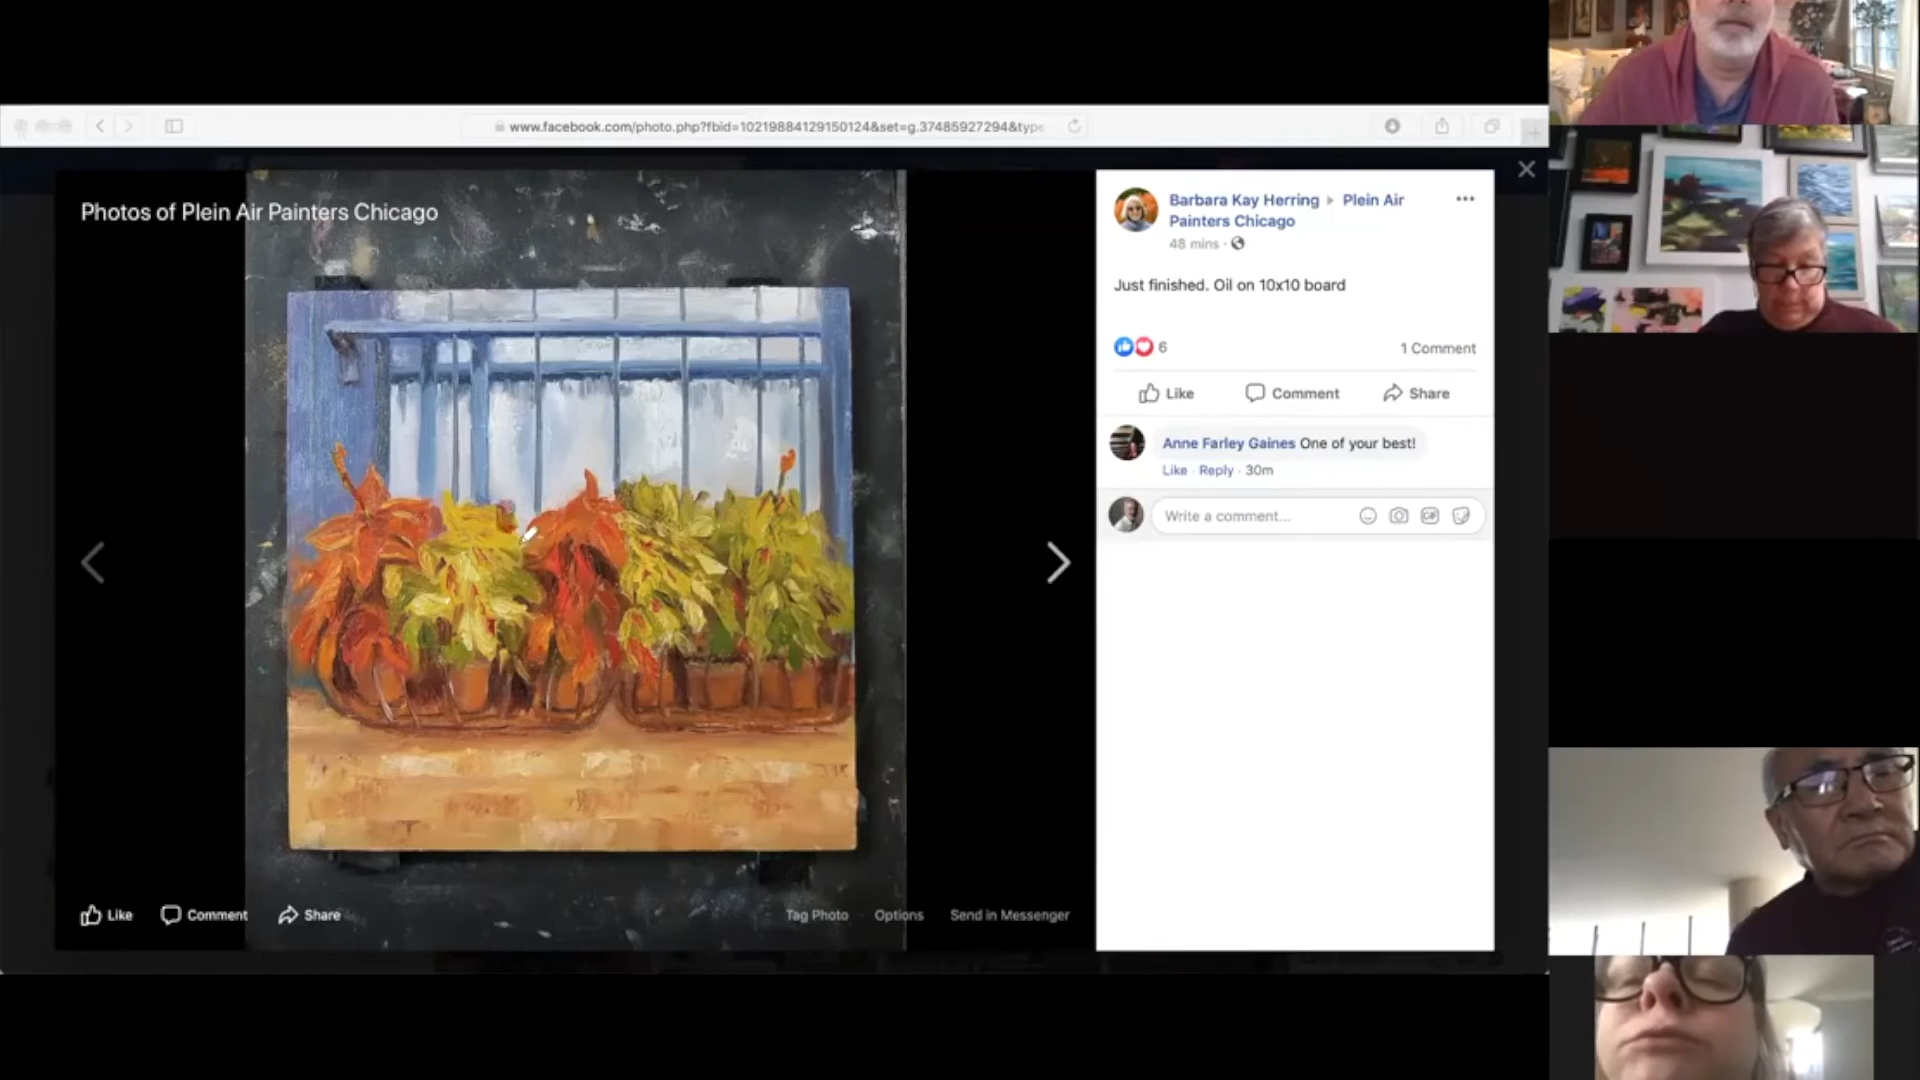 www.facebook.com/photo.php?fbid=10219884129150124&set=g.37485927294&type
Photos of Plein Air Painters Chicago
Barbara Kay Herring ▸ Plein Air
Painters Chicago
48 mins ·
Just finished. Oil on 10x10 board
6
1 Comment
Like Comment Share
Anne Farley Gaines One of your best!
Like · Reply · 30m
Write a comment...
GIF
Like Comment Share
Tag Photo Options Send in Messenger